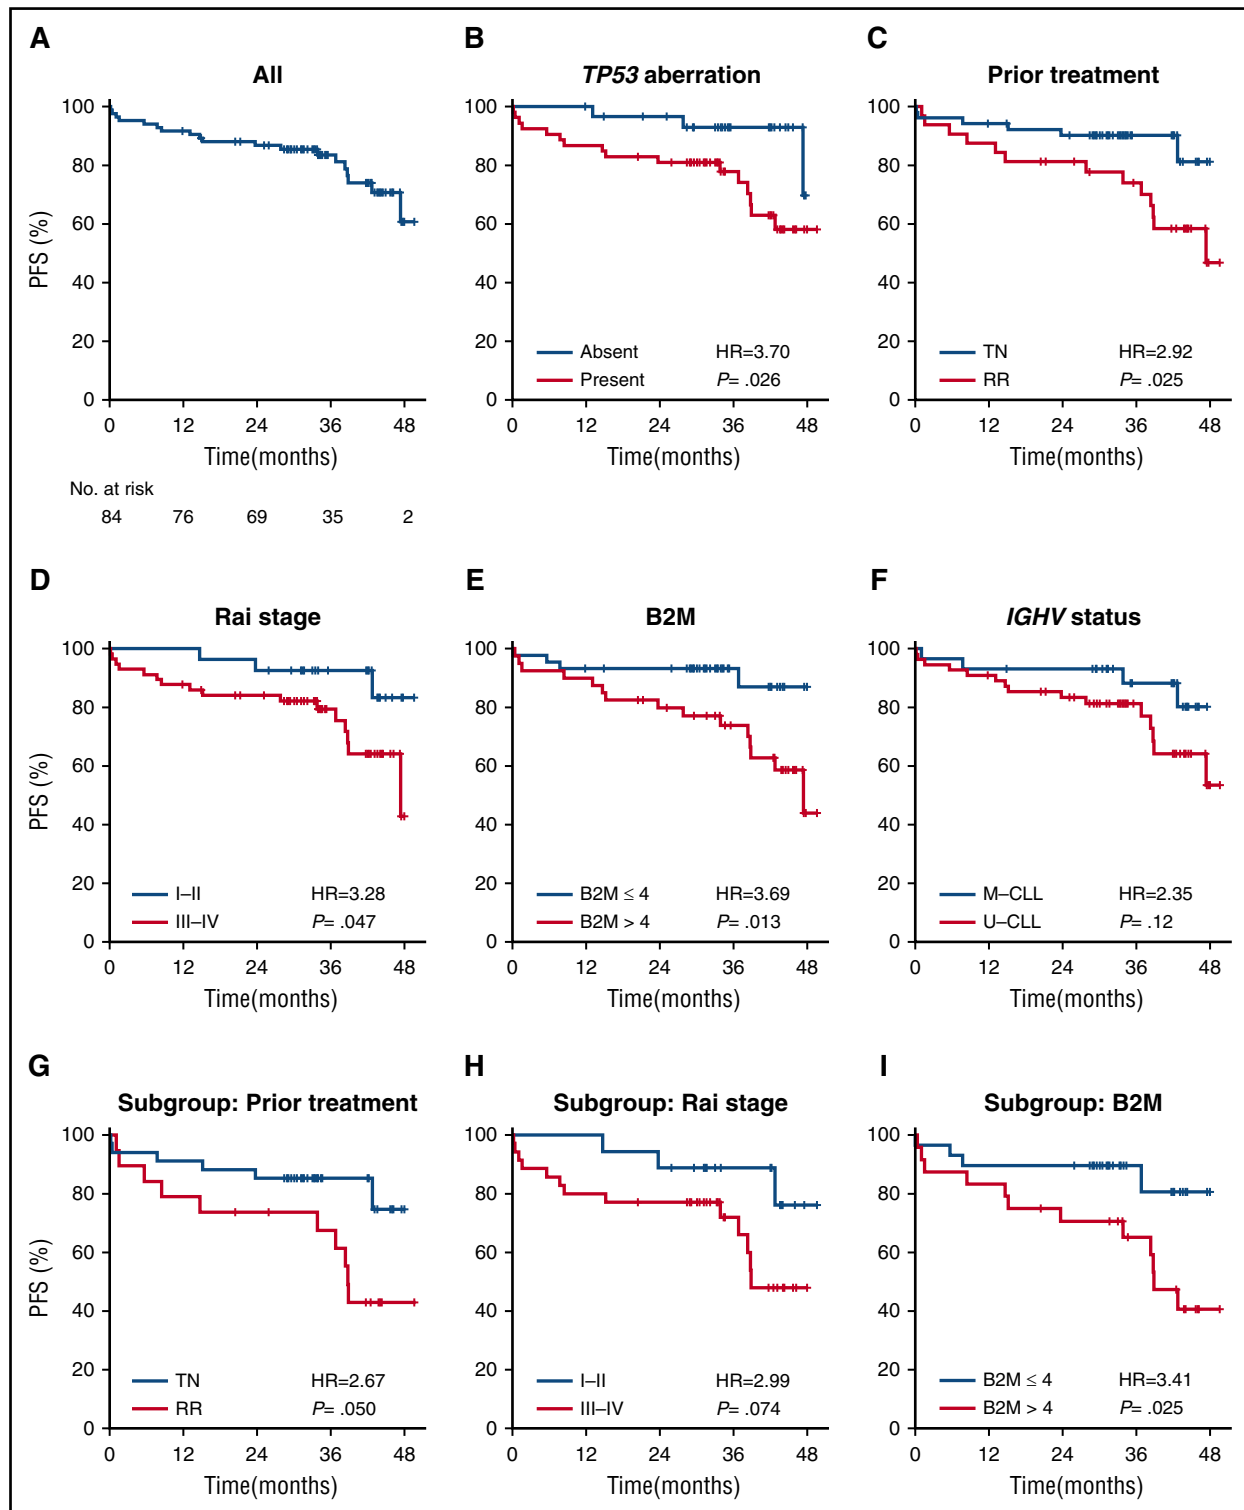 A
All
PFS (%)
100
80
60
40
20
0
0 12 24 36 48
Time(months)
No. at risk
84 76 69 35 2
B
TP53 aberration
100
80
60
40
20
0
Absent HR=3.70
Present P= .026
0 12 24 36 48
Time(months)
C
Prior treatment
100
80
60
40
20
0
TN HR=2.92
RR P= .025
0 12 24 36 48
Time(months)
D
Rai stage
PFS (%)
100
80
60
40
20
0
I–II HR=3.28
III–IV P= .047
0 12 24 36 48
Time(months)
E
B2M
100
80
60
40
20
0
B2M ≤ 4 HR=3.69
B2M > 4 P= .013
0 12 24 36 48
Time(months)
F
IGHV status
100
80
60
40
20
0
M–CLL HR=2.35
U–CLL P= .12
0 12 24 36 48
Time(months)
G
Subgroup: Prior treatment
PFS (%)
100
80
60
40
20
0
TN HR=2.67
RR P= .050
0 12 24 36 48
Time(months)
H
Subgroup: Rai stage
100
80
60
40
20
0
I–II HR=2.99
III–IV P= .074
0 12 24 36 48
Time(months)
I
Subgroup: B2M
100
80
60
40
20
0
B2M ≤ 4 HR=3.41
B2M > 4 P= .025
0 12 24 36 48
Time(months)